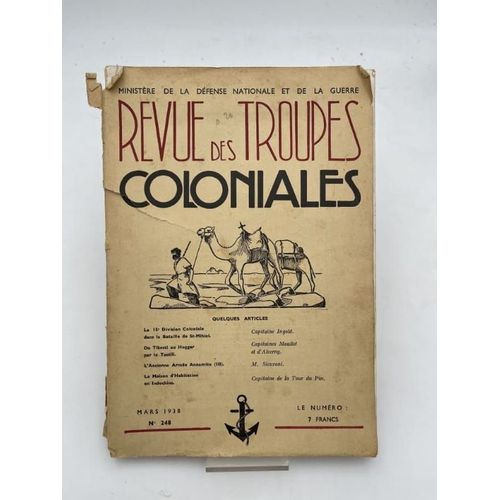 MINISTÈRE DE LA DÉFENSE NATIONALE ET DE LA GUERRE
REVUE DES TROUPES
COLONIALES
QUELQUES ARTICLES
La 15e Division Coloniale
dans la Bataille de St-Mihiel.
Capitaine Ingold.
Du Tibesti au Hoggar
par le Tassili.
Capitaines Maudlot
et d'Alverny.
L'Ancienne Armée Annamite (III).
M. Sicurani.
La Maison d'Habitation
en Indochine.
Capitaine de la Tour du Pin.
MARS 1938
N° 248
LE NUMÉRO :
7 FRANCS